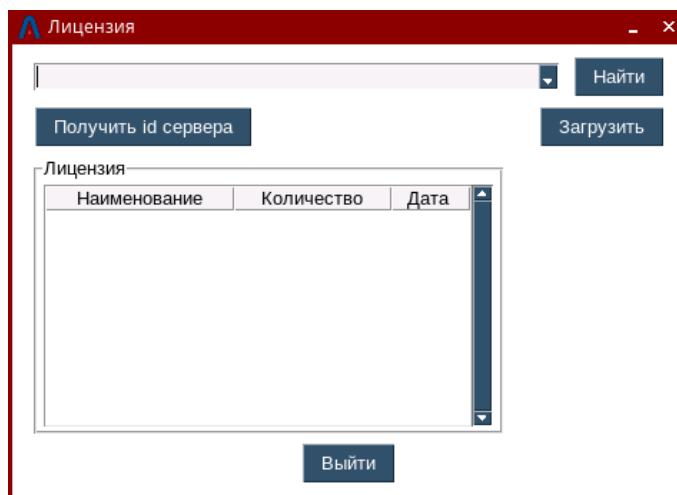 Лицензия
Найти
Получить id сервера Загрузить
Лицензия
Наименование Количество Дата
Выйти